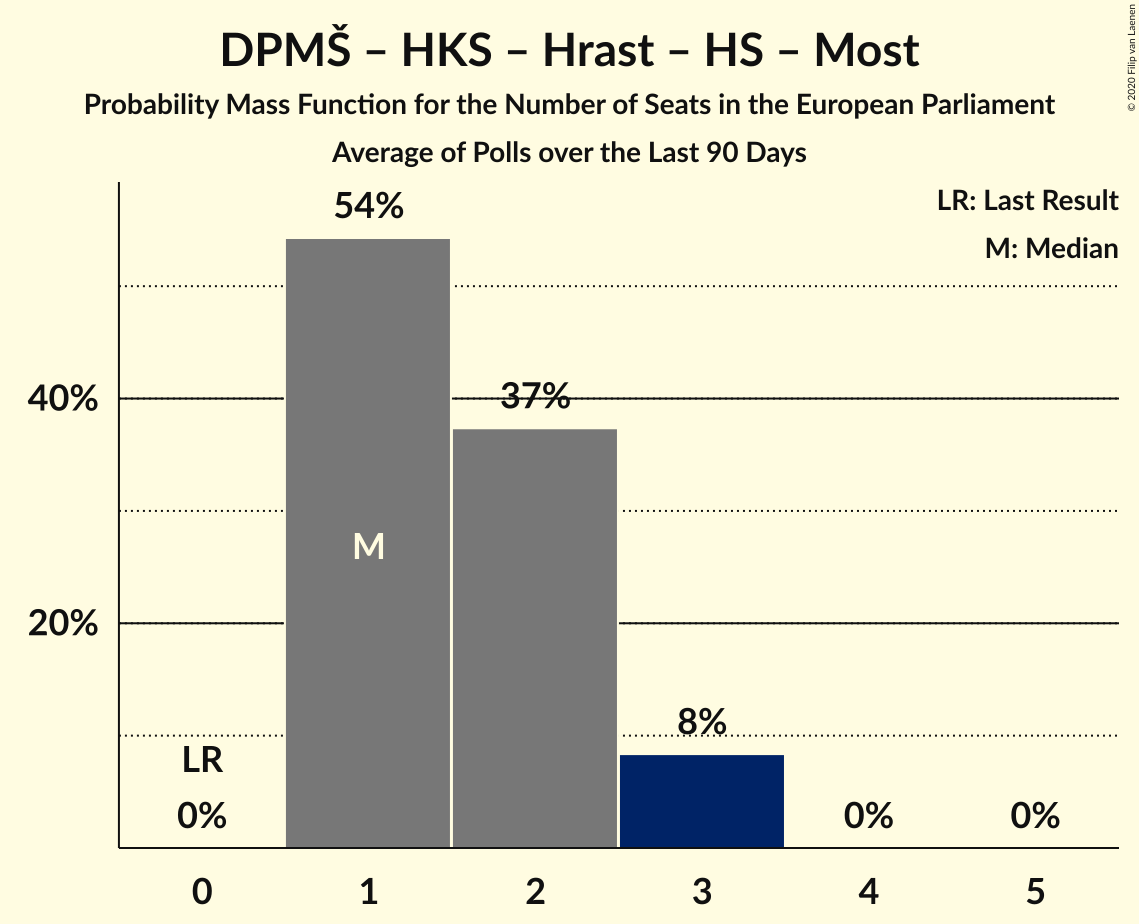 DPMŠ – HKS – Hrast – HS – Most
Probability Mass Function for the Number of Seats in the European Parliament
Average of Polls over the Last 90 Days
© 2020 Filip van Laenen
LR: Last Result
M: Median
54%
40%
37%
M
20%
8%
LR
0%
0%
0%
0 1 2 3 4 5